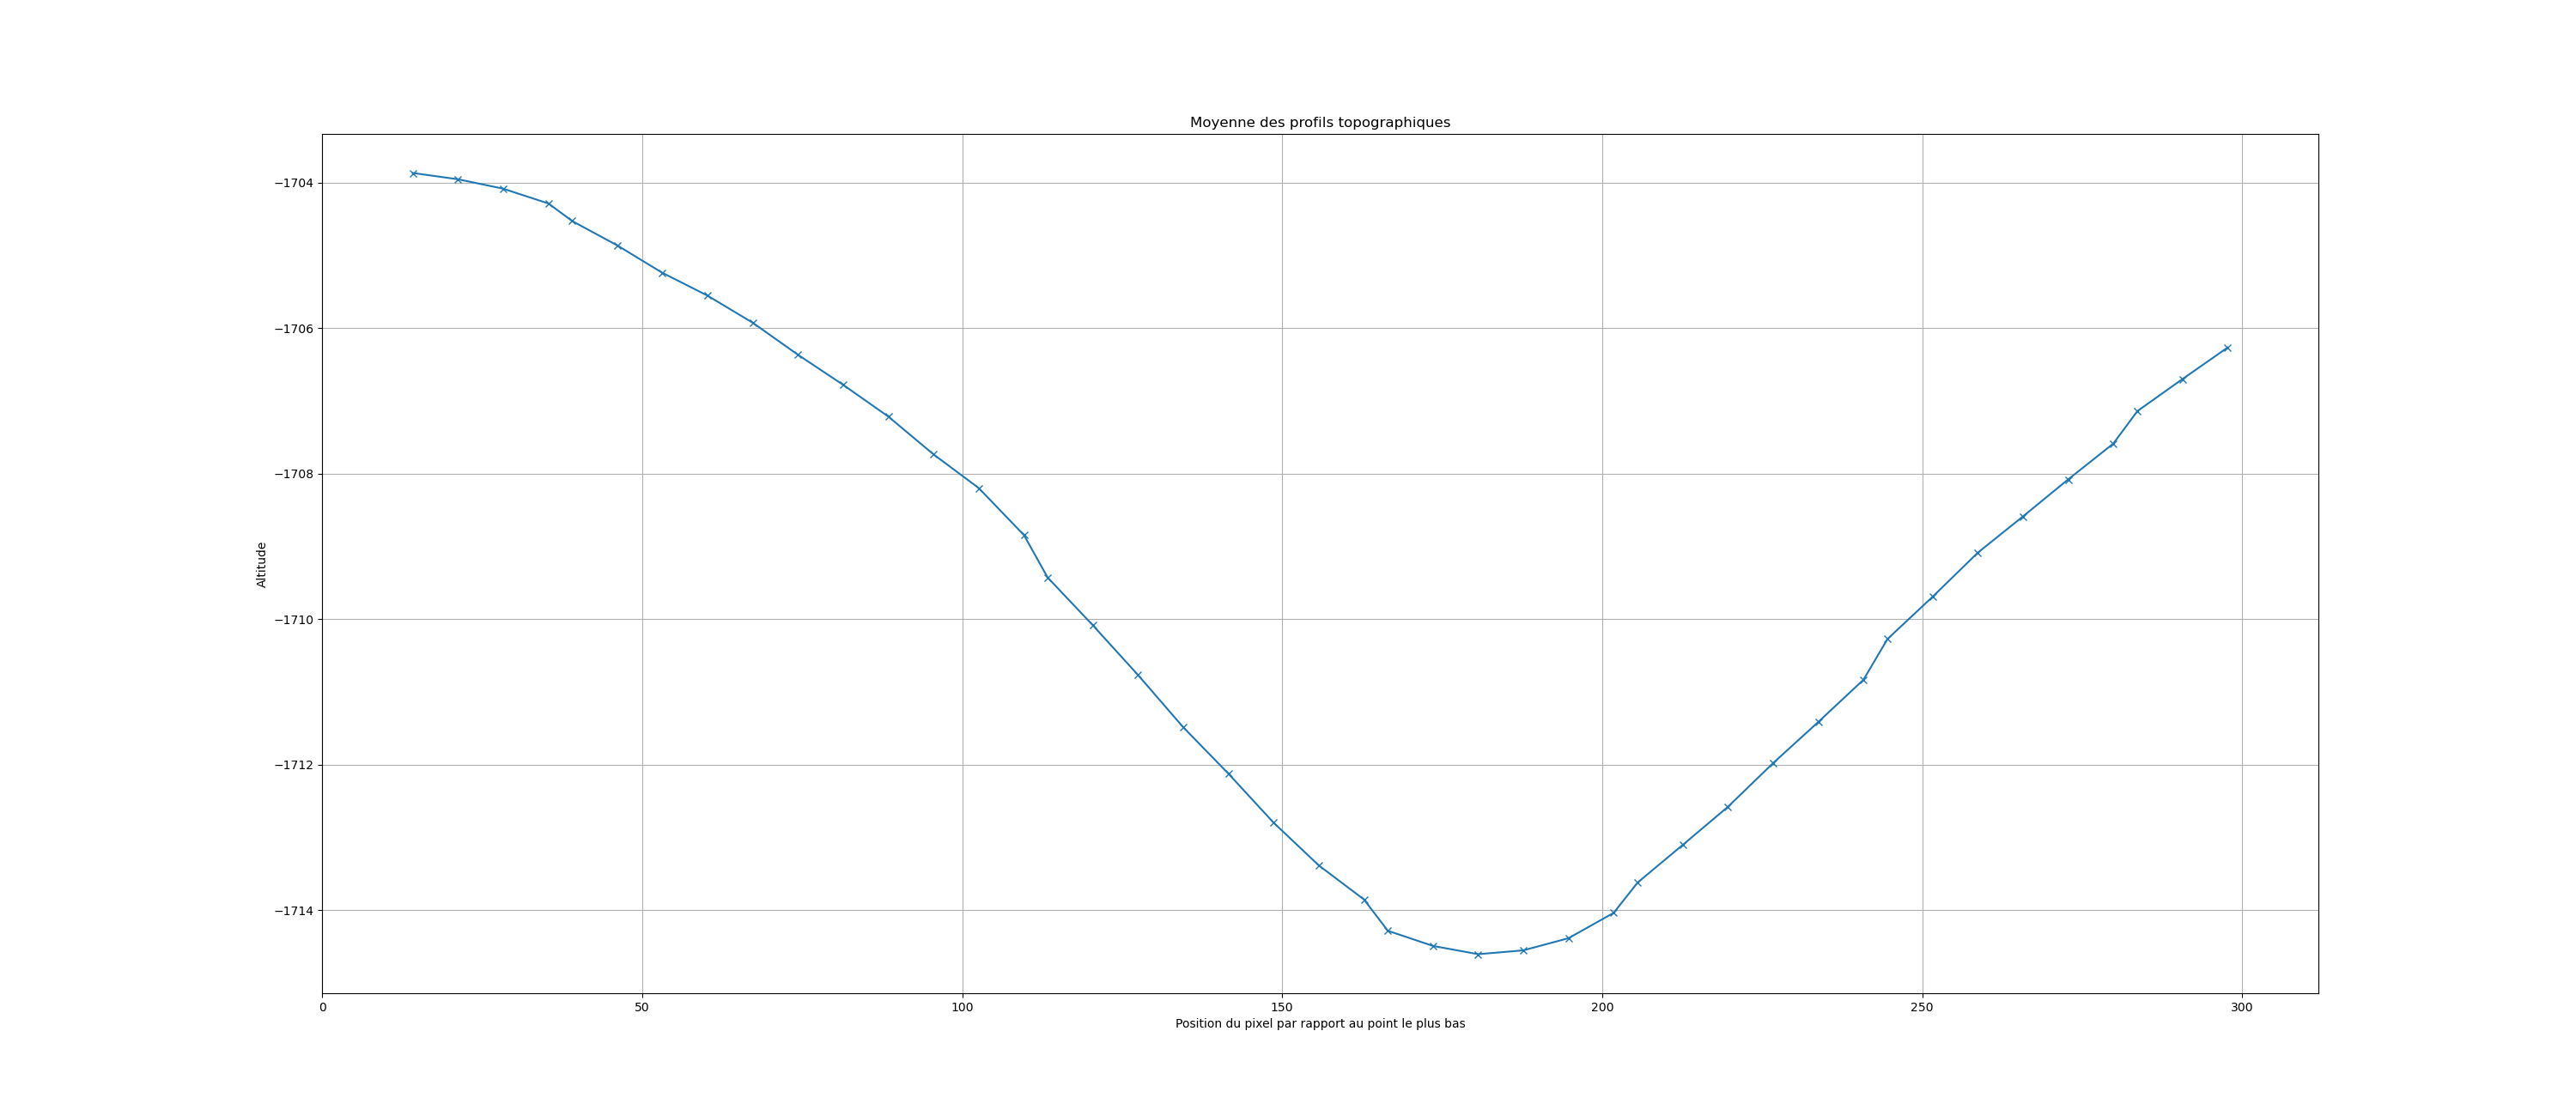 Moyenne des profils topographiques
−1704
−1706
−1708
−1710
−1712
−1714
Altitude
0 50 100 150 200 250 300
Position du pixel par rapport au point le plus bas